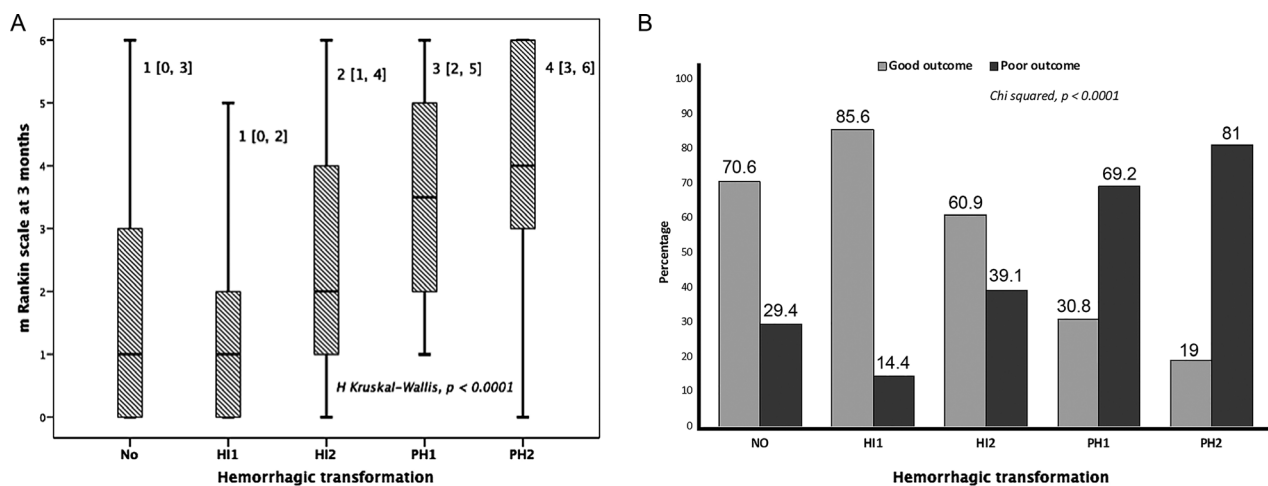 A
m Rankin scale at 3 months
6
5
4
3
2
1
0
1 [0, 3]
1 [0, 2]
2 [1, 4]
3 [2, 5]
4 [3, 6]
H Kruskal-Wallis, p < 0.0001
No HI1 HI2 PH1 PH2
Hemorrhagic transformation
B
Good outcome Poor outcome
Chi squared, p < 0.0001
Percentage
100
90
80
70
60
50
40
30
20
10
0
70.6 29.4 85.6 14.4 60.9 39.1 30.8 69.2 19 81
NO HI1 HI2 PH1 PH2
Hemorrhagic transformation